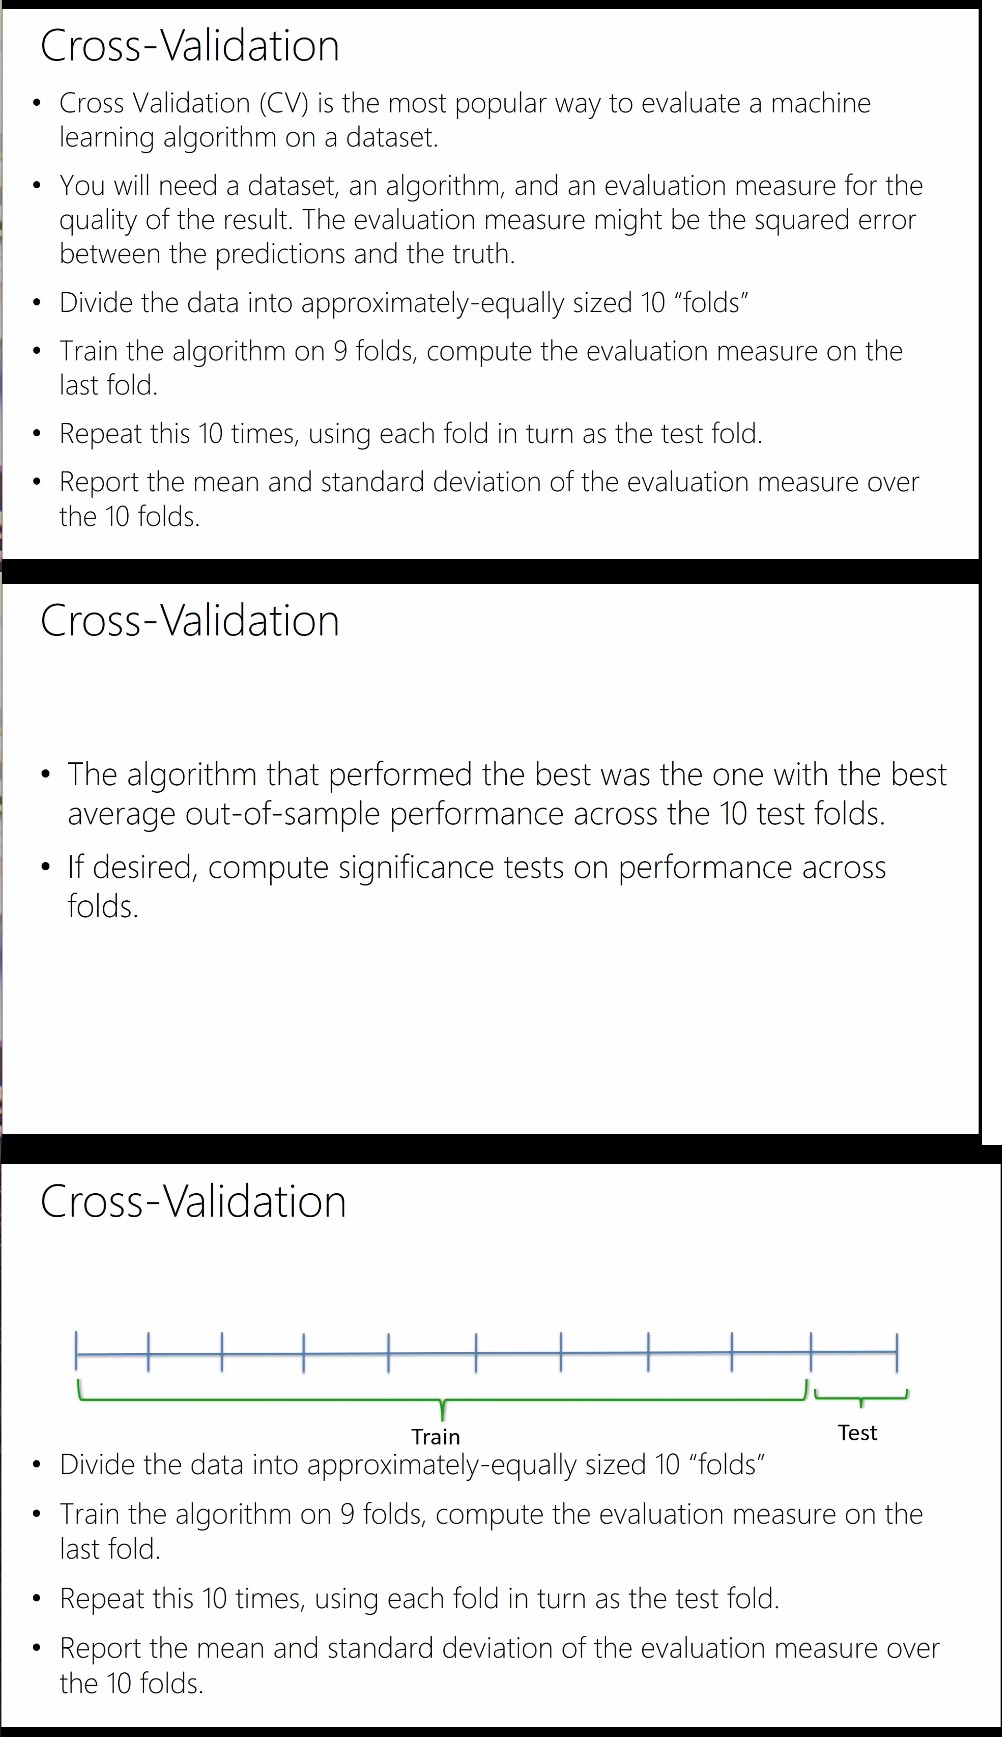 Cross-Validation
• Cross Validation (CV) is the most popular way to evaluate a machine
learning algorithm on a dataset.
• You will need a dataset, an algorithm, and an evaluation measure for the
quality of the result. The evaluation measure might be the squared error
between the predictions and the truth.
• Divide the data into approximately-equally sized 10 “folds”
• Train the algorithm on 9 folds, compute the evaluation measure on the
last fold.
• Repeat this 10 times, using each fold in turn as the test fold.
• Report the mean and standard deviation of the evaluation measure over
the 10 folds.
Cross-Validation
• The algorithm that performed the best was the one with the best
average out-of-sample performance across the 10 test folds.
• If desired, compute significance tests on performance across
folds.
Cross-Validation
Train
Test
• Divide the data into approximately-equally sized 10 “folds”
• Train the algorithm on 9 folds, compute the evaluation measure on the
last fold.
• Repeat this 10 times, using each fold in turn as the test fold.
• Report the mean and standard deviation of the evaluation measure over
the 10 folds.